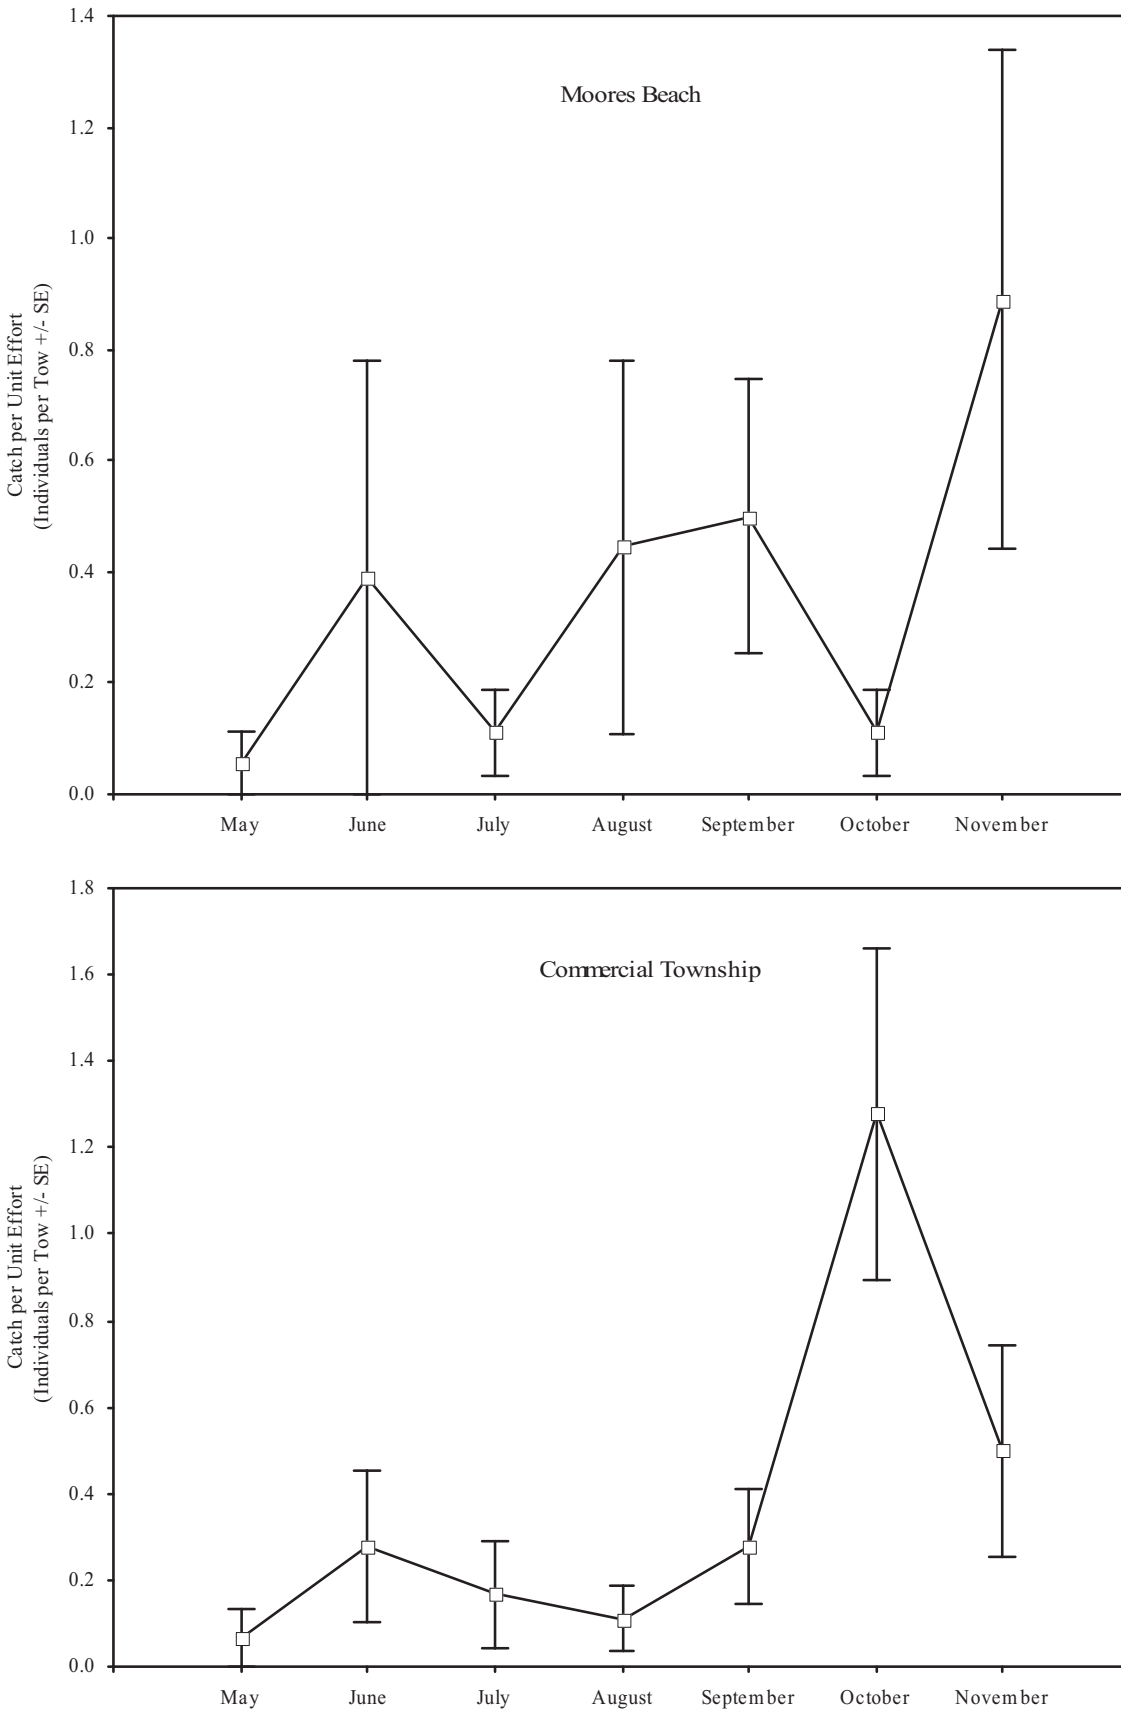 Moores Beach
Catch per Unit Effort
(Individuals per Tow +/- SE)
1.4
1.2
1.0
0.8
0.6
0.4
0.2
0.0
May June July August September October November
Commercial Township
Catch per Unit Effort
(Individuals per Tow +/- SE)
1.8
1.6
1.4
1.2
1.0
0.8
0.6
0.4
0.2
0.0
May June July August September October November